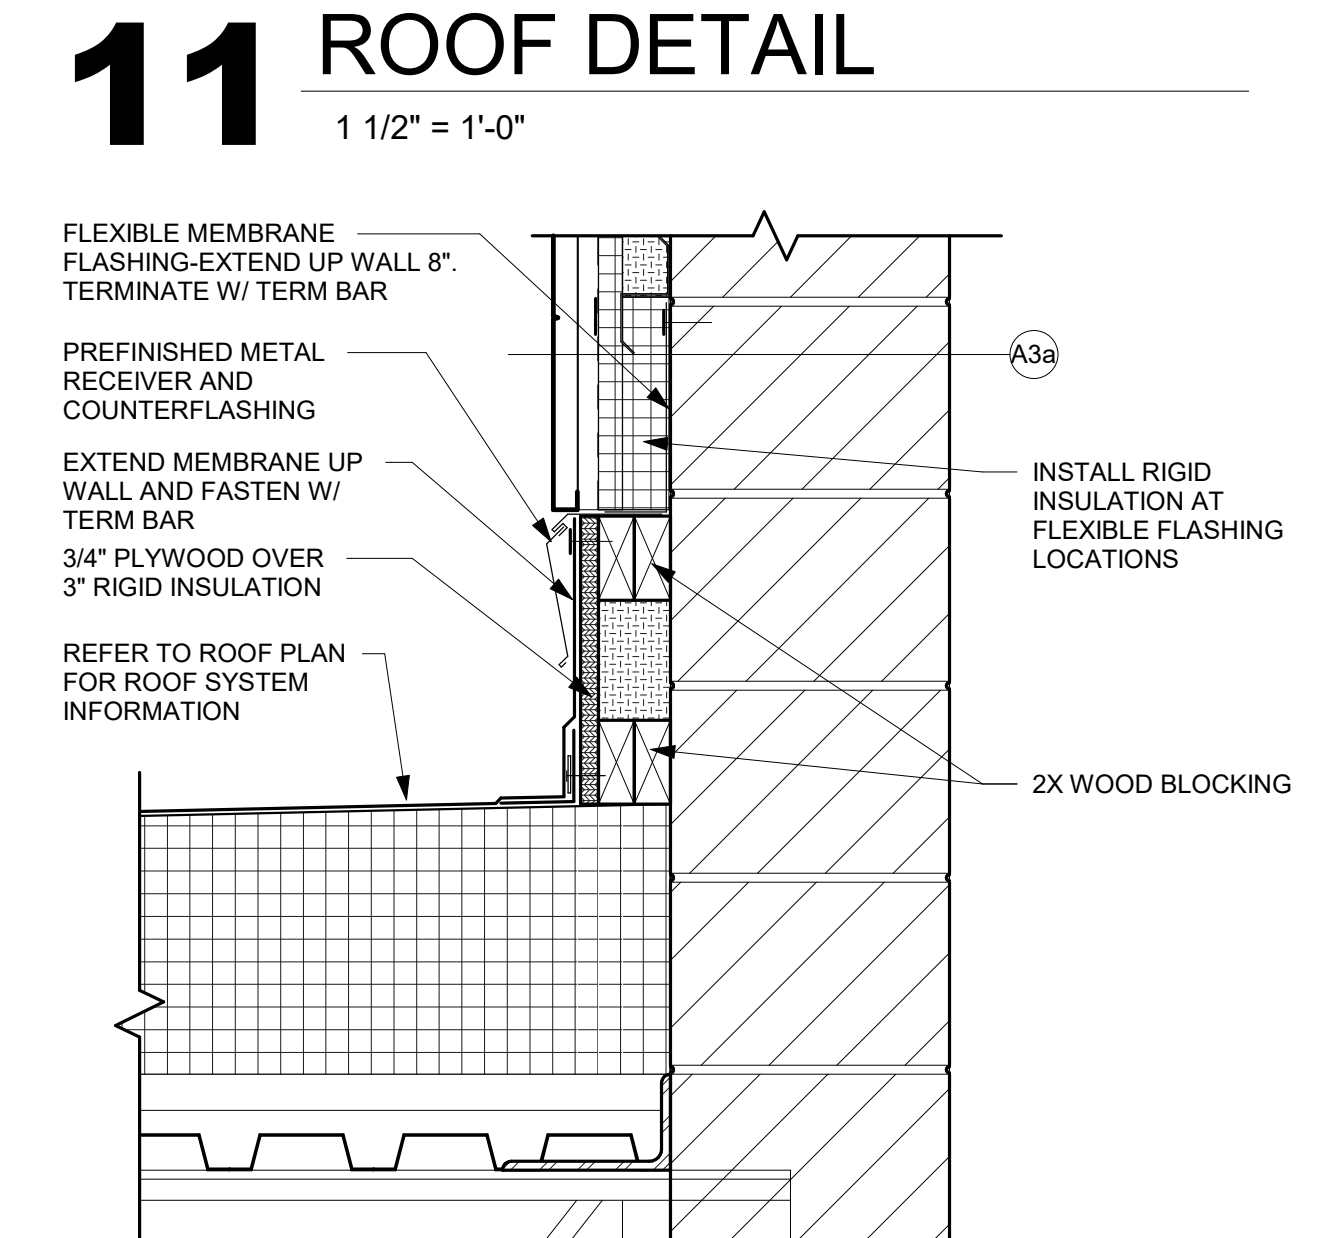 11
ROOF DETAIL
1 1/2" = 1'-0"
FLEXIBLE MEMBRANE
FLASHING-EXTEND UP WALL 8".
TERMINATE W/ TERM BAR
PREFINISHED METAL
RECEIVER AND
COUNTERFLASHING
EXTEND MEMBRANE UP
WALL AND FASTEN W/
TERM BAR
3/4" PLYWOOD OVER
3" RIGID INSULATION
REFER TO ROOF PLAN
FOR ROOF SYSTEM
INFORMATION
A3a
INSTALL RIGID
INSULATION AT
FLEXIBLE FLASHING
LOCATIONS
2X WOOD BLOCKING